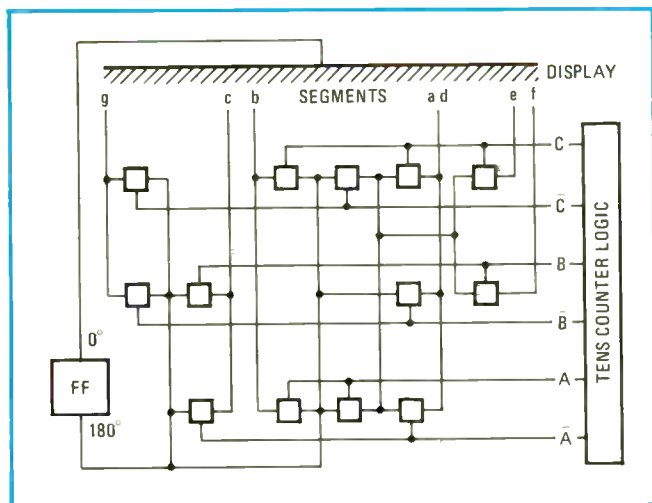 DISPLAY
g c b SEGMENTS a d e f
C
C̄
B
B̄
A
Ā
TENS COUNTER LOGIC
0°
FF
180°